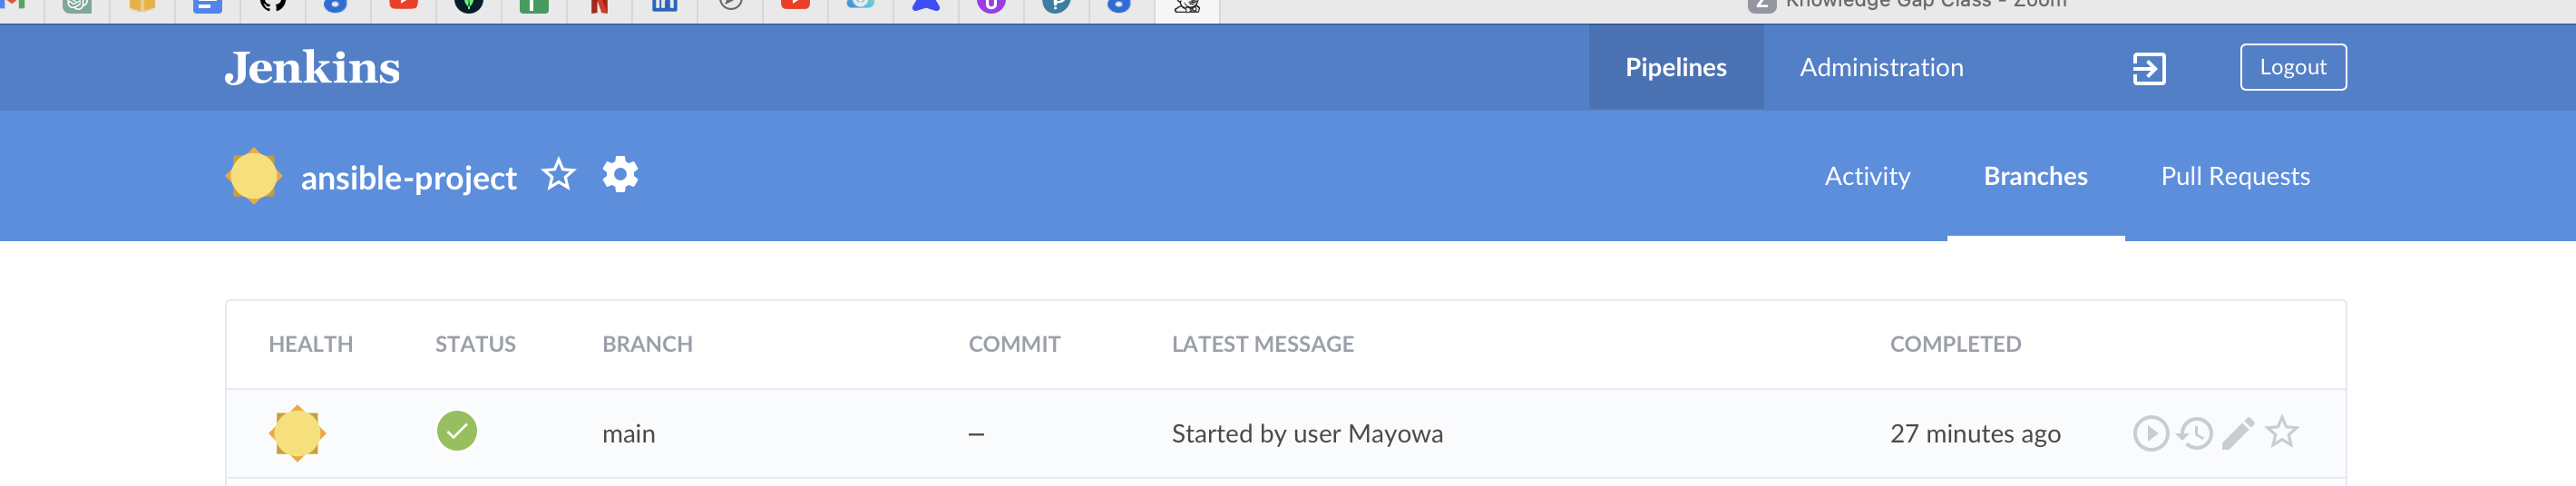 Knowledge Gap Class - Zoom
Jenkins
Pipelines
Administration
Logout
ansible-project
Activity
Branches
Pull Requests
HEALTH STATUS BRANCH COMMIT LATEST MESSAGE COMPLETED
main – Started by user Mayowa 27 minutes ago